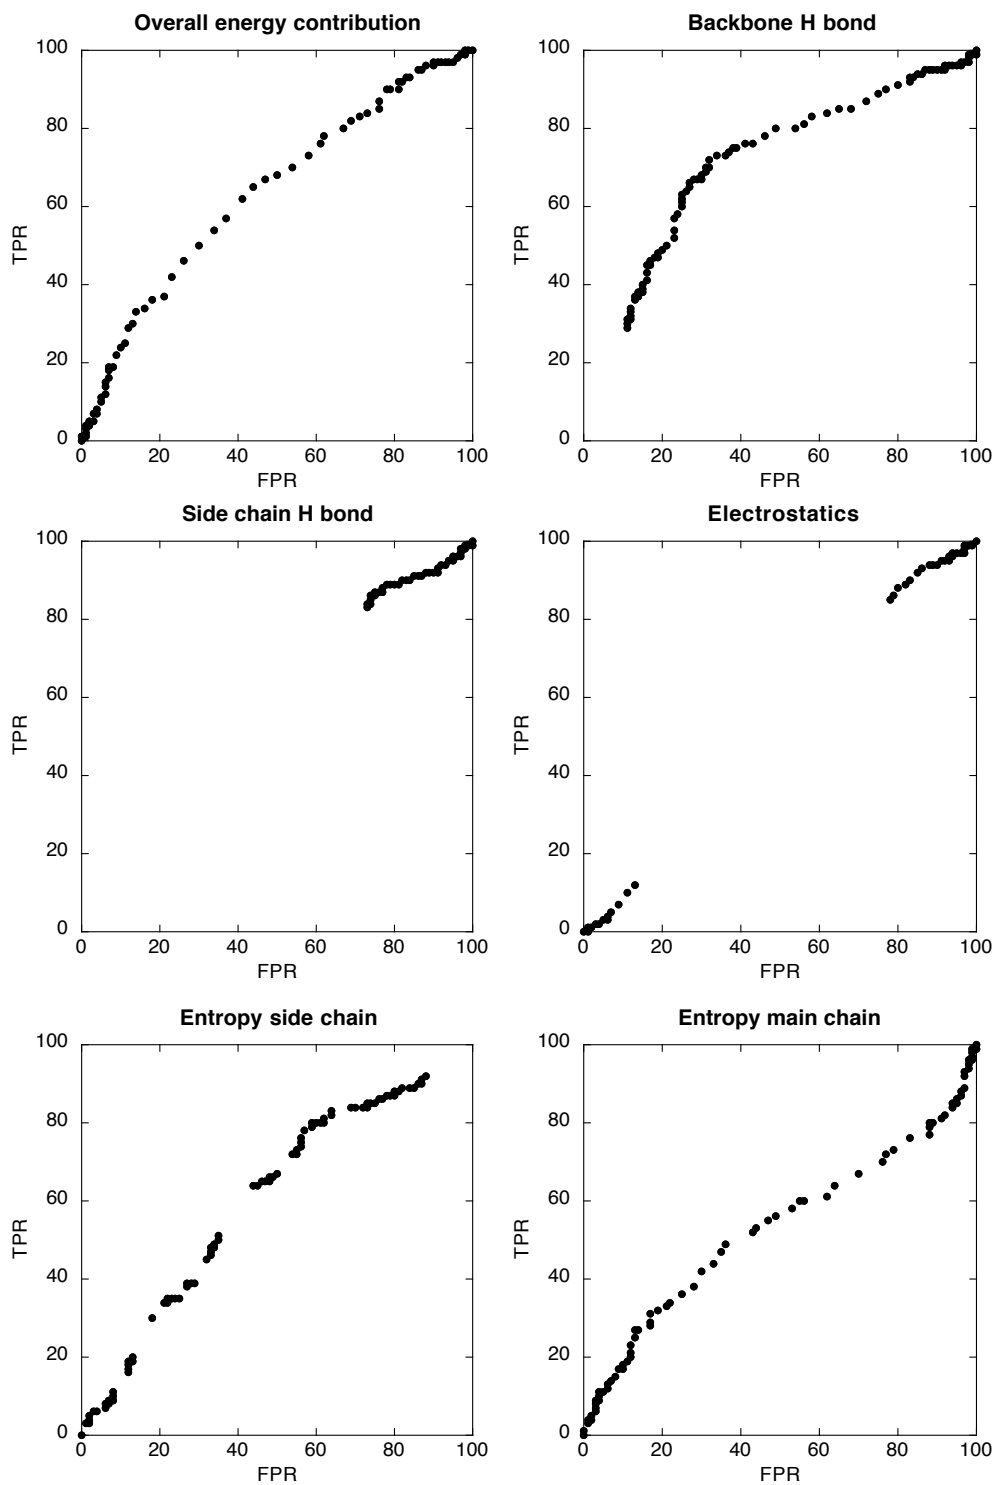 Overall energy contribution
100
80
60
40
20
0
TPR
0 20 40 60 80 100
FPR
Backbone H bond
100
80
60
40
20
0
TPR
0 20 40 60 80 100
FPR
Side chain H bond
100
80
60
40
20
0
TPR
0 20 40 60 80 100
FPR
Electrostatics
100
80
60
40
20
0
TPR
0 20 40 60 80 100
FPR
Entropy side chain
100
80
60
40
20
0
TPR
0 20 40 60 80 100
FPR
Entropy main chain
100
80
60
40
20
0
TPR
0 20 40 60 80 100
FPR